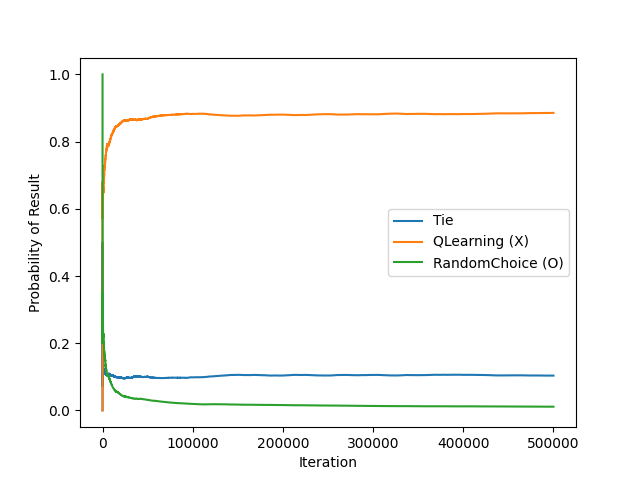 1.0
0.8
0.6
0.4
0.2
0.0
Probability of Result
Tie
QLearning (X)
RandomChoice (O)
0 100000 200000 300000 400000 500000
Iteration